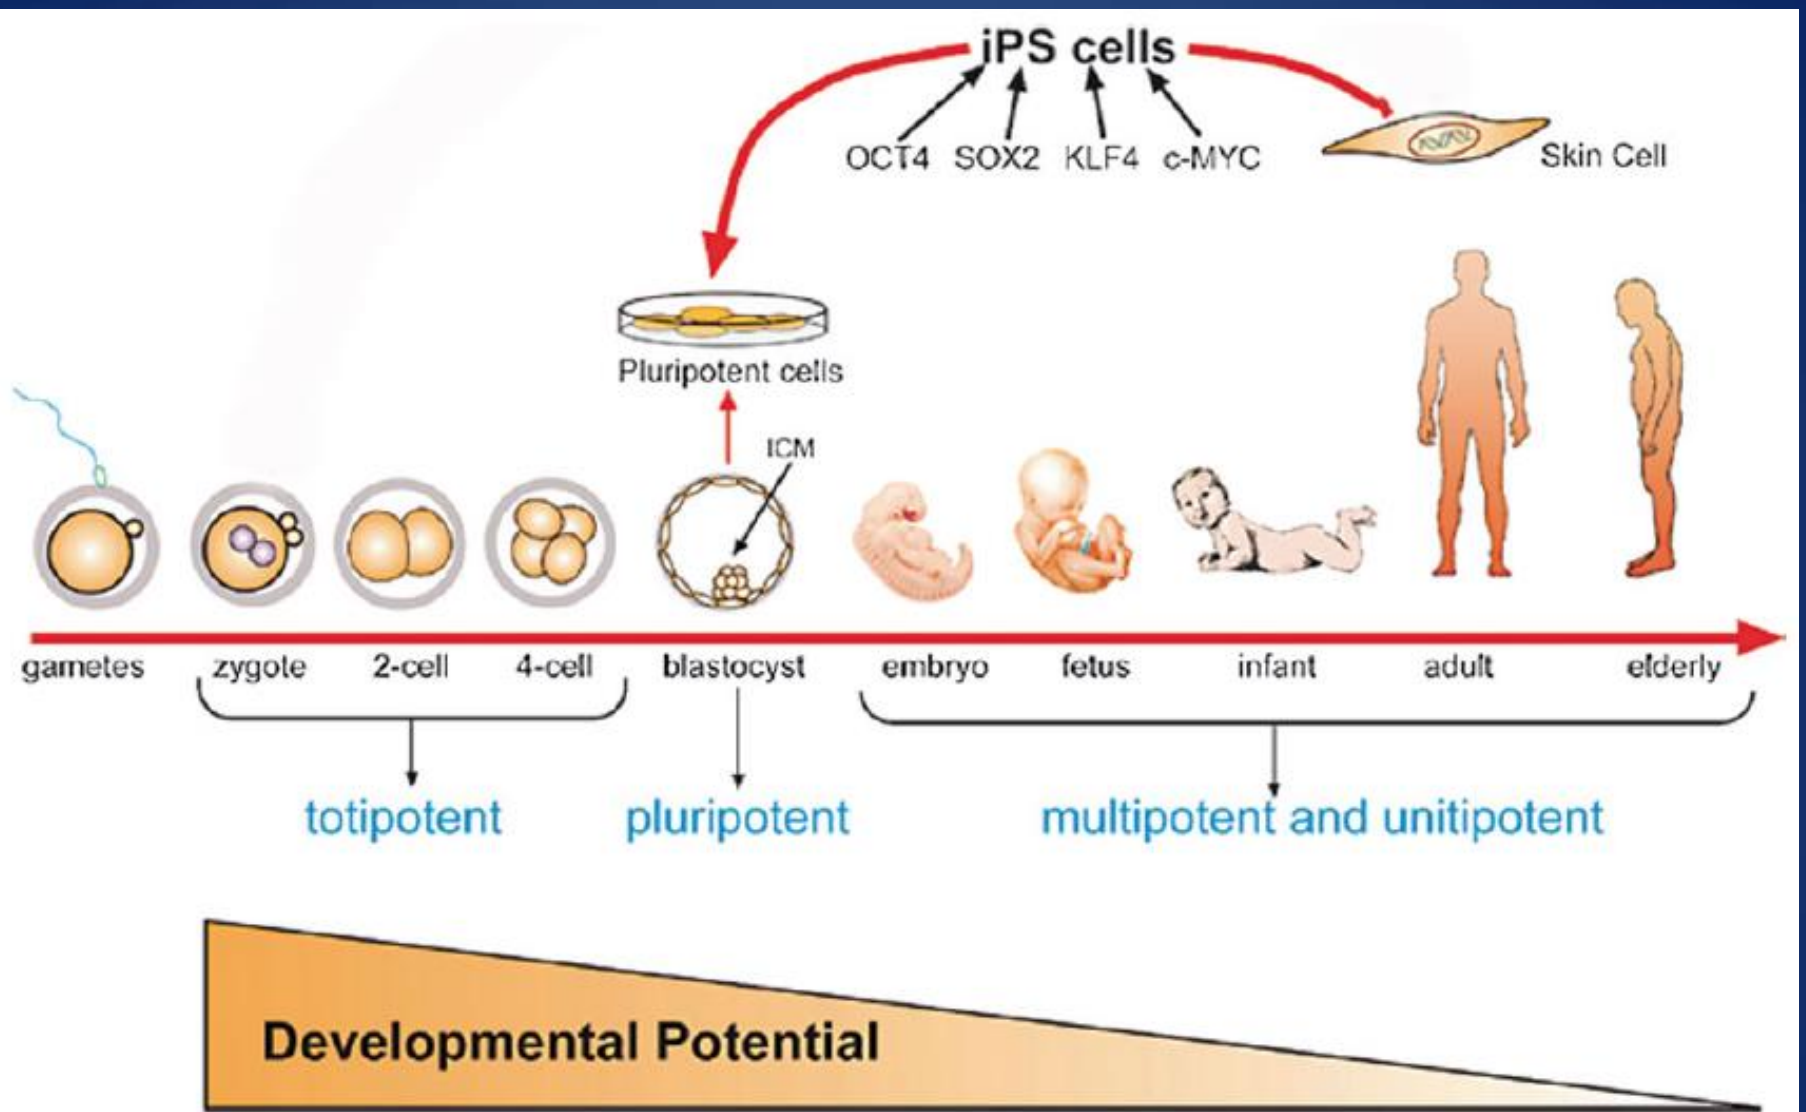 iPS cells
OCT4 SOX2 KLF4 c-MYC
Skin Cell
Pluripotent cells
ICM
gametes zygote 2-cell 4-cell blastocyst embryo fetus infant adult elderly
totipotent pluripotent multipotent and unitipotent
Developmental Potential